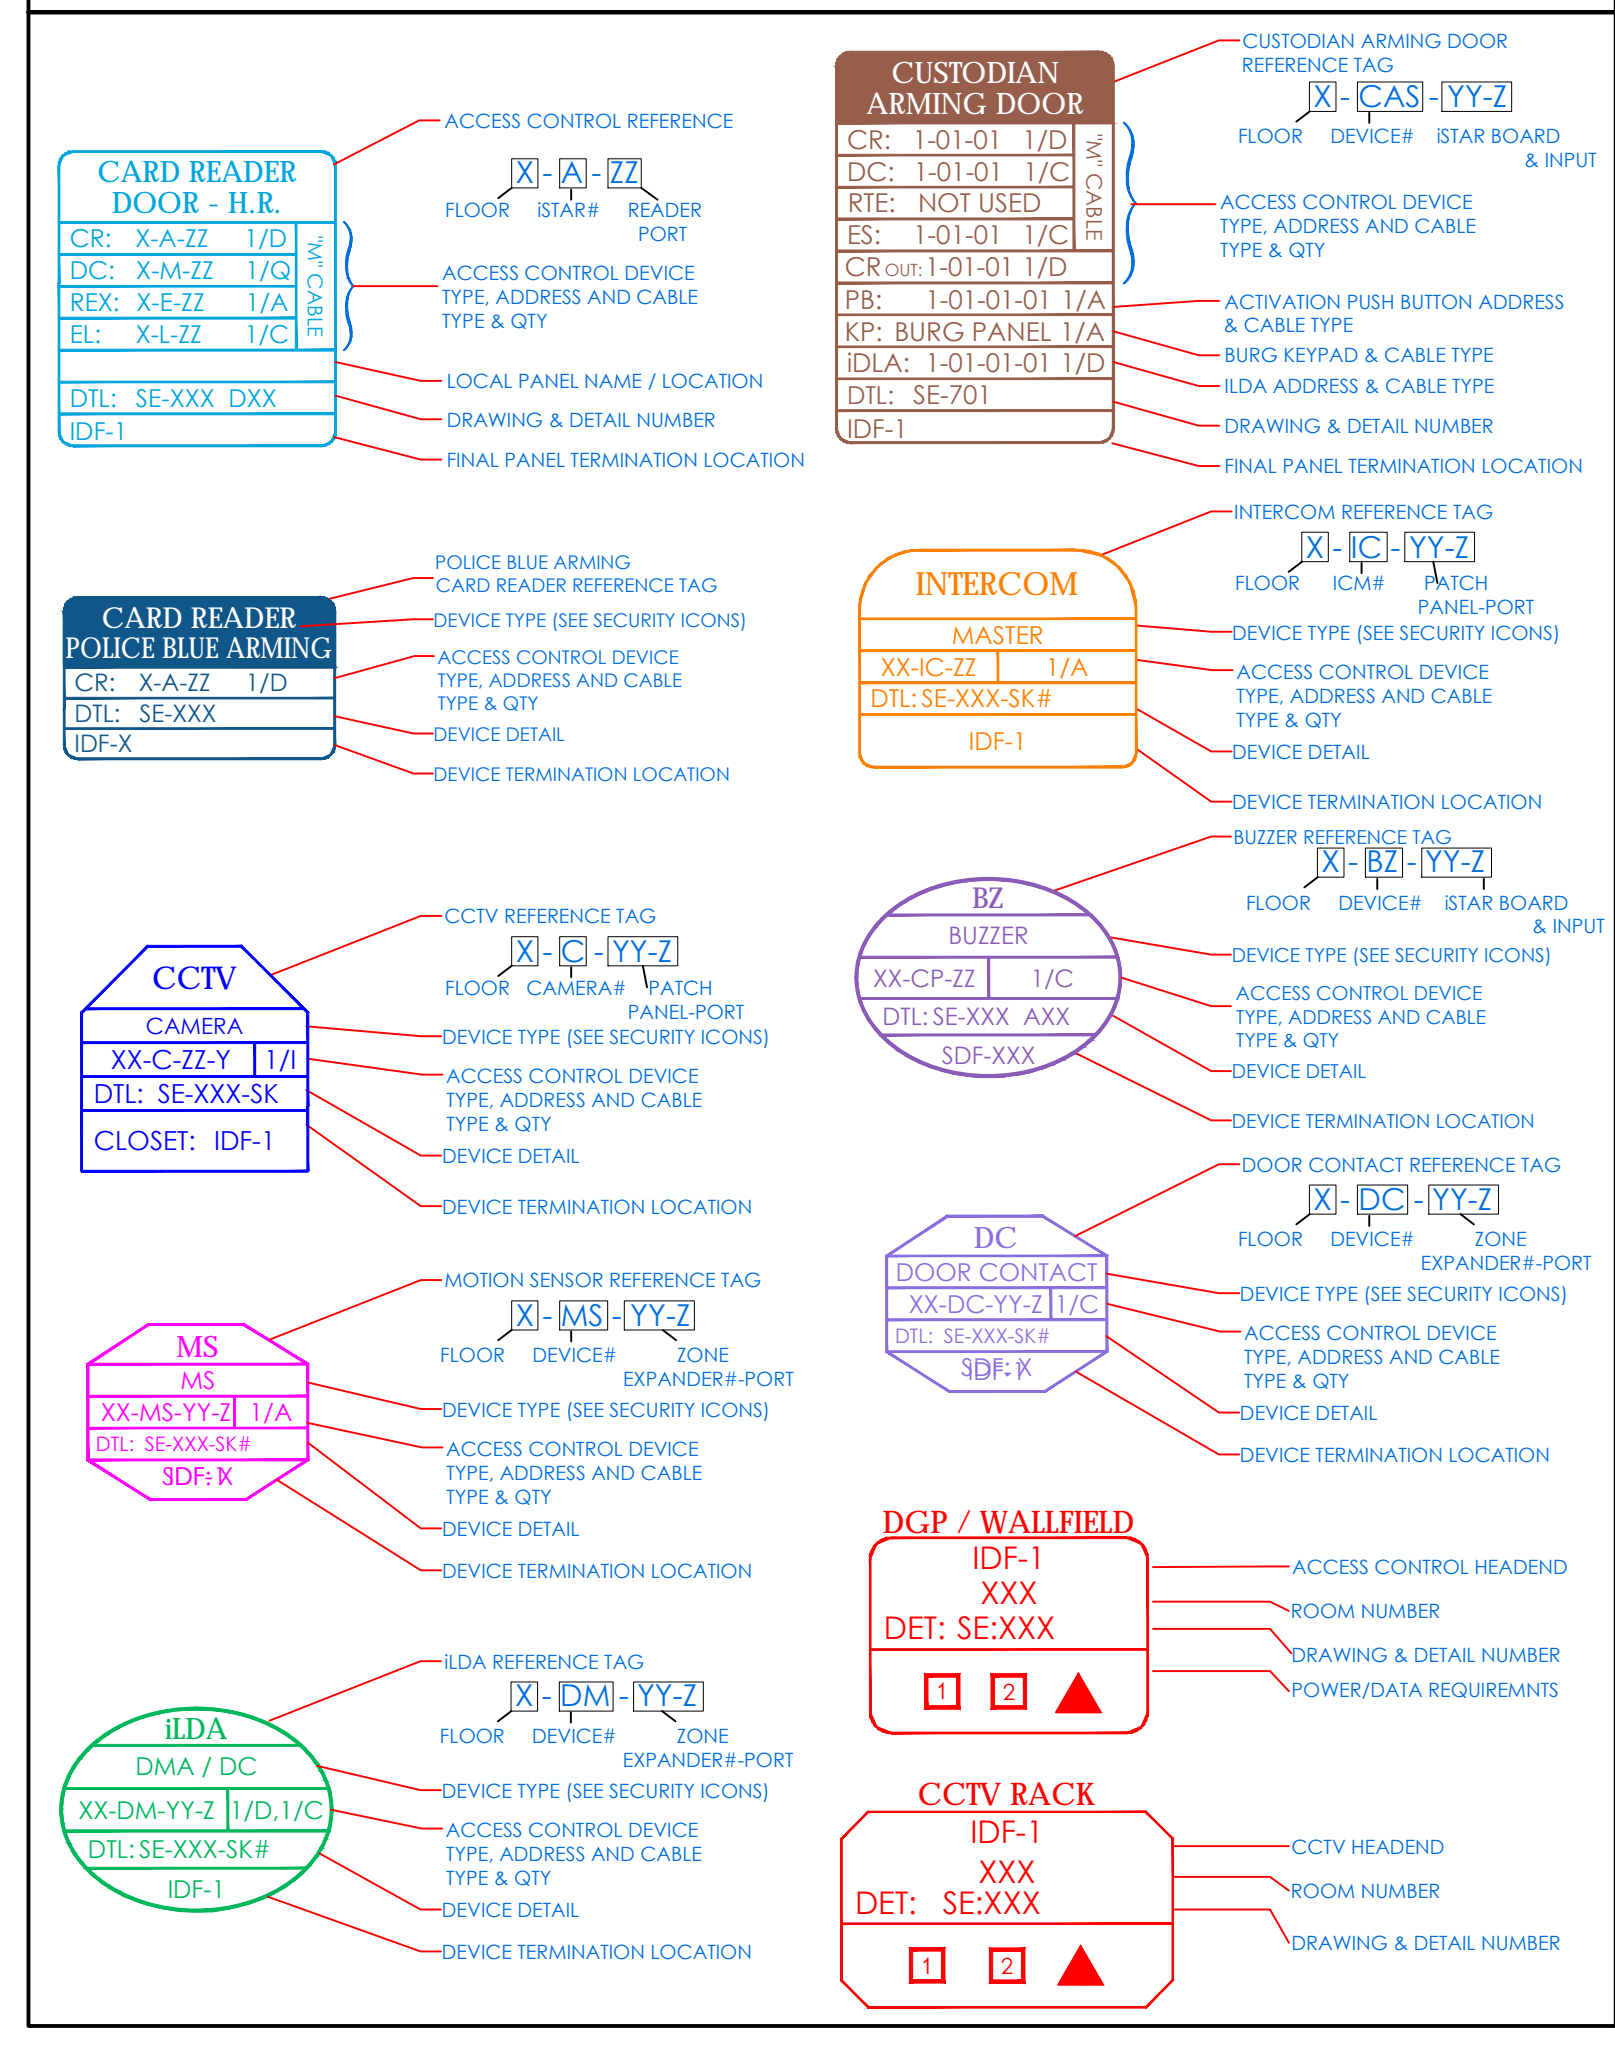 CARD READER
DOOR - H.R.
CR: X-A-ZZ 1/D
DC: X-M-ZZ 1/Q
REX: X-E-ZZ 1/A
EL: X-L-ZZ 1/C
"M" CABLE
DTL: SE-XXX DXX
IDF-1
ACCESS CONTROL REFERENCE
X - A - ZZ
FLOOR iSTAR# READER
PORT
ACCESS CONTROL DEVICE
TYPE, ADDRESS AND CABLE
TYPE & QTY
LOCAL PANEL NAME / LOCATION
DRAWING & DETAIL NUMBER
FINAL PANEL TERMINATION LOCATION
CUSTODIAN
ARMING DOOR
CR: 1-01-01 1/D
DC: 1-01-01 1/C
RTE: NOT USED
ES: 1-01-01 1/C
"M" CABLE
CR OUT: 1-01-01 1/D
PB: 1-01-01-01 1/A
KP: BURG PANEL 1/A
iDLA: 1-01-01-01 1/D
DTL: SE-701
IDF-1
CUSTODIAN ARMING DOOR
REFERENCE TAG
X - CAS - YY-Z
FLOOR DEVICE# iSTAR BOARD
& INPUT
ACCESS CONTROL DEVICE
TYPE, ADDRESS AND CABLE
TYPE & QTY
ACTIVATION PUSH BUTTON ADDRESS
& CABLE TYPE
BURG KEYPAD & CABLE TYPE
ILDA ADDRESS & CABLE TYPE
DRAWING & DETAIL NUMBER
FINAL PANEL TERMINATION LOCATION
CARD READER
POLICE BLUE ARMING
CR: X-A-ZZ 1/D
DTL: SE-XXX
IDF-X
POLICE BLUE ARMING
CARD READER REFERENCE TAG
DEVICE TYPE (SEE SECURITY ICONS)
ACCESS CONTROL DEVICE
TYPE, ADDRESS AND CABLE
TYPE & QTY
DEVICE DETAIL
DEVICE TERMINATION LOCATION
INTERCOM
MASTER
XX-IC-ZZ 1/A
DTL: SE-XXX-SK#
IDF-1
INTERCOM REFERENCE TAG
X - IC - YY-Z
FLOOR ICM# PATCH
PANEL-PORT
DEVICE TYPE (SEE SECURITY ICONS)
ACCESS CONTROL DEVICE
TYPE, ADDRESS AND CABLE
TYPE & QTY
DEVICE DETAIL
DEVICE TERMINATION LOCATION
CCTV
CAMERA
XX-C-ZZ-Y 1/I
DTL: SE-XXX-SK
CLOSET: IDF-1
CCTV REFERENCE TAG
X - C - YY-Z
FLOOR CAMERA# PATCH
PANEL-PORT
DEVICE TYPE (SEE SECURITY ICONS)
ACCESS CONTROL DEVICE
TYPE, ADDRESS AND CABLE
TYPE & QTY
DEVICE DETAIL
DEVICE TERMINATION LOCATION
BZ
BUZZER
XX-CP-ZZ 1/C
DTL: SE-XXX AXX
SDF-XXX
BUZZER REFERENCE TAG
X - BZ - YY-Z
FLOOR DEVICE# iSTAR BOARD
& INPUT
DEVICE TYPE (SEE SECURITY ICONS)
ACCESS CONTROL DEVICE
TYPE, ADDRESS AND CABLE
TYPE & QTY
DEVICE DETAIL
DEVICE TERMINATION LOCATION
MS
MS
XX-MS-YY-Z 1/A
DTL: SE-XXX-SK#
MOTION SENSOR REFERENCE TAG
X - MS - YY-Z
FLOOR DEVICE# ZONE
EXPANDER#-PORT
DEVICE TYPE (SEE SECURITY ICONS)
ACCESS CONTROL DEVICE
TYPE, ADDRESS AND CABLE
TYPE & QTY
DEVICE DETAIL
DEVICE TERMINATION LOCATION
DC
DOOR CONTACT
XX-DC-YY-Z 1/C
DTL: SE-XXX-SK#
DOOR CONTACT REFERENCE TAG
X - DC - YY-Z
FLOOR DEVICE# ZONE
EXPANDER#-PORT
DEVICE TYPE (SEE SECURITY ICONS)
ACCESS CONTROL DEVICE
TYPE, ADDRESS AND CABLE
TYPE & QTY
DEVICE DETAIL
DEVICE TERMINATION LOCATION
iLDA
DMA / DC
XX-DM-YY-Z 1/D,1/C
DTL: SE-XXX-SK#
IDF-1
iLDA REFERENCE TAG
X - DM - YY-Z
FLOOR DEVICE# ZONE
EXPANDER#-PORT
DEVICE TYPE (SEE SECURITY ICONS)
ACCESS CONTROL DEVICE
TYPE, ADDRESS AND CABLE
TYPE & QTY
DEVICE DETAIL
DEVICE TERMINATION LOCATION
DGP / WALLFIELD
IDF-1
XXX
DET: SE:XXX
1 2
ACCESS CONTROL HEADEND
ROOM NUMBER
DRAWING & DETAIL NUMBER
POWER/DATA REQUIREMNTS
CCTV RACK
IDF-1
XXX
DET: SE:XXX
1 2
CCTV HEADEND
ROOM NUMBER
DRAWING & DETAIL NUMBER